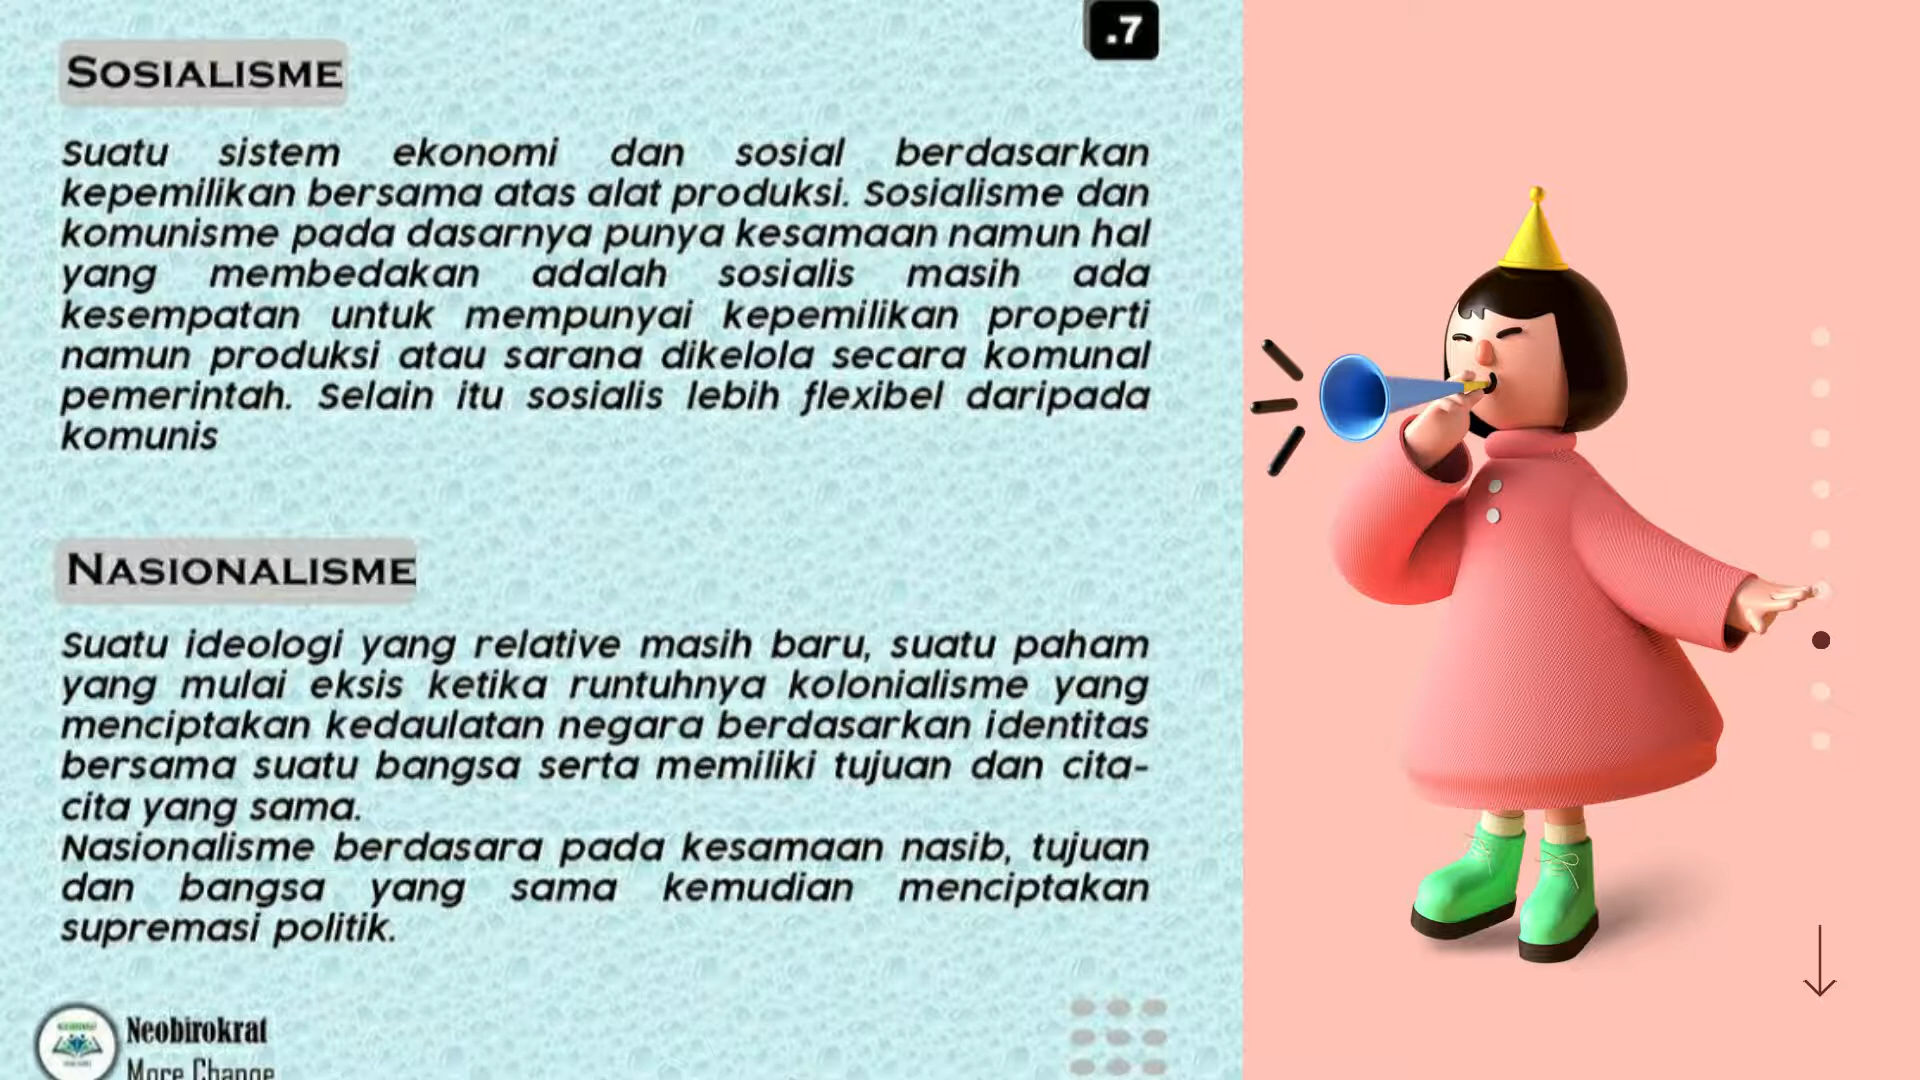 .7
SOSIALISME
Suatu sistem ekonomi dan sosial berdasarkan
kepemilikan bersama atas alat produksi. Sosialisme dan
komunisme pada dasarnya punya kesamaan namun hal
yang membedakan adalah sosialis masih ada
kesempatan untuk mempunyai kepemilikan properti
namun produksi atau sarana dikelola secara komunal
pemerintah. Selain itu sosialis lebih flexibel daripada
komunis
NASIONALISME
Suatu ideologi yang relative masih baru, suatu paham
yang mulai eksis ketika runtuhnya kolonialisme yang
menciptakan kedaulatan negara berdasarkan identitas
bersama suatu bangsa serta memiliki tujuan dan cita-
cita yang sama.
Nasionalisme berdasara pada kesamaan nasib, tujuan
dan bangsa yang sama kemudian menciptakan
supremasi politik.
Neobirokrat
More Change